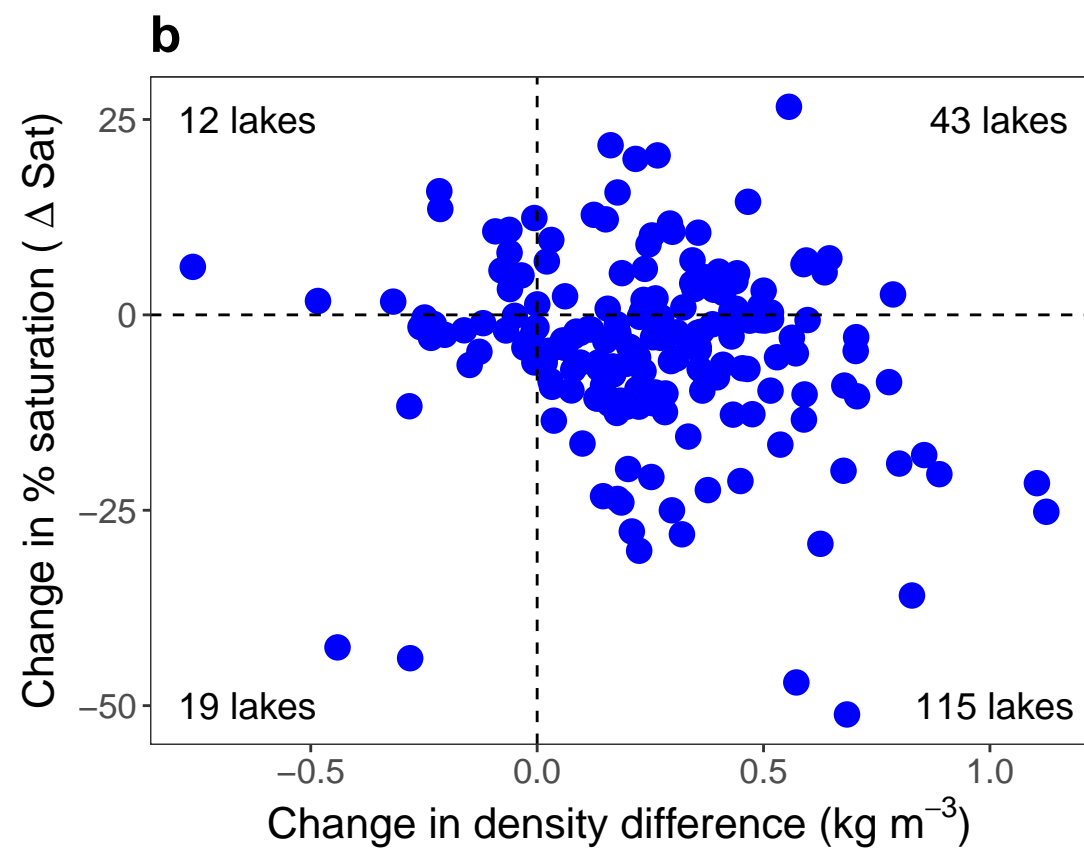 b
12 lakes
43 lakes
25
0
−25
−50
19 lakes
115 lakes
−0.5
0.0
0.5
1.0
Change in density difference (kg m⁻³)
Change in % saturation ( Δ Sat)